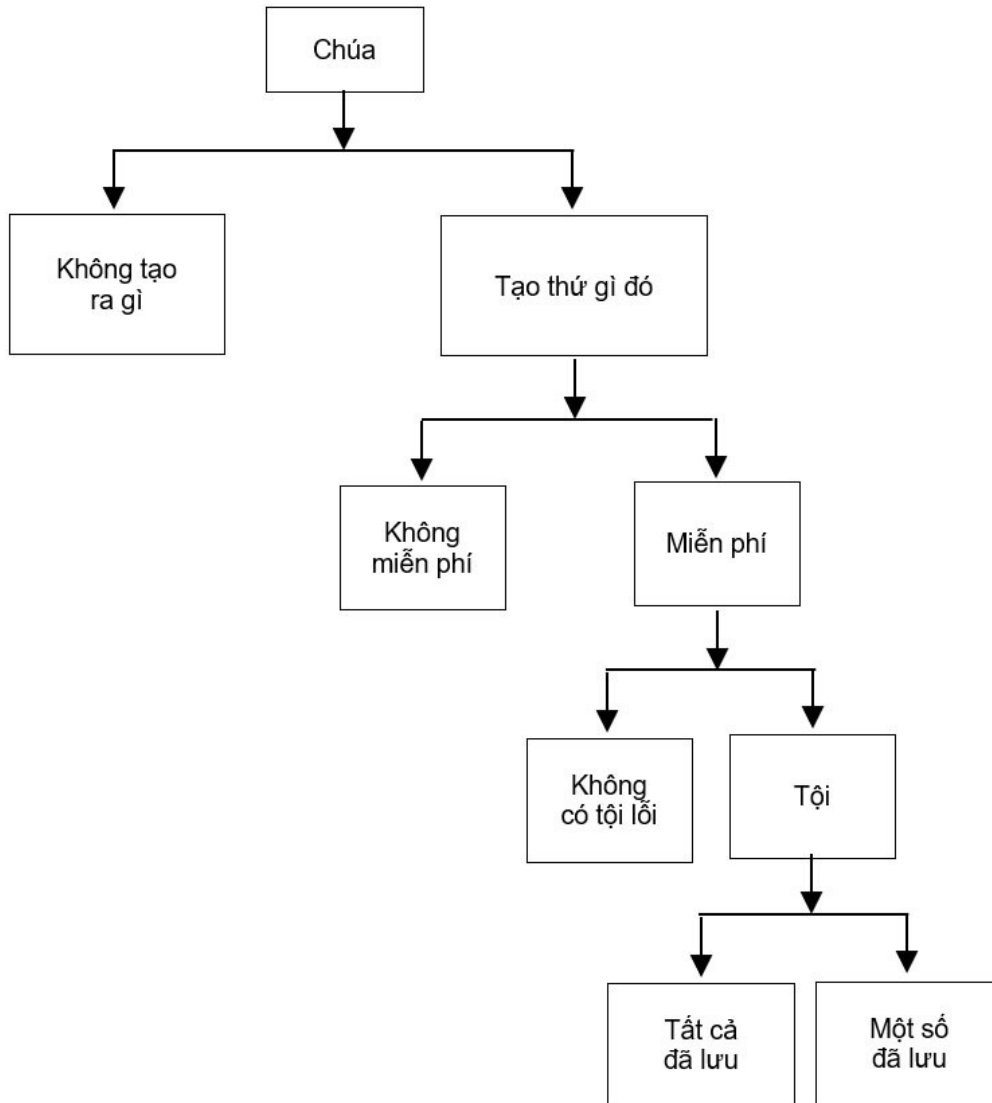 Chúa
Không tạo
ra gì
Tạo thứ gì đó
Không
miễn phí
Miễn phí
Không
có tội lỗi
Tội
Tất cả
đã lưu
Một số
đã lưu